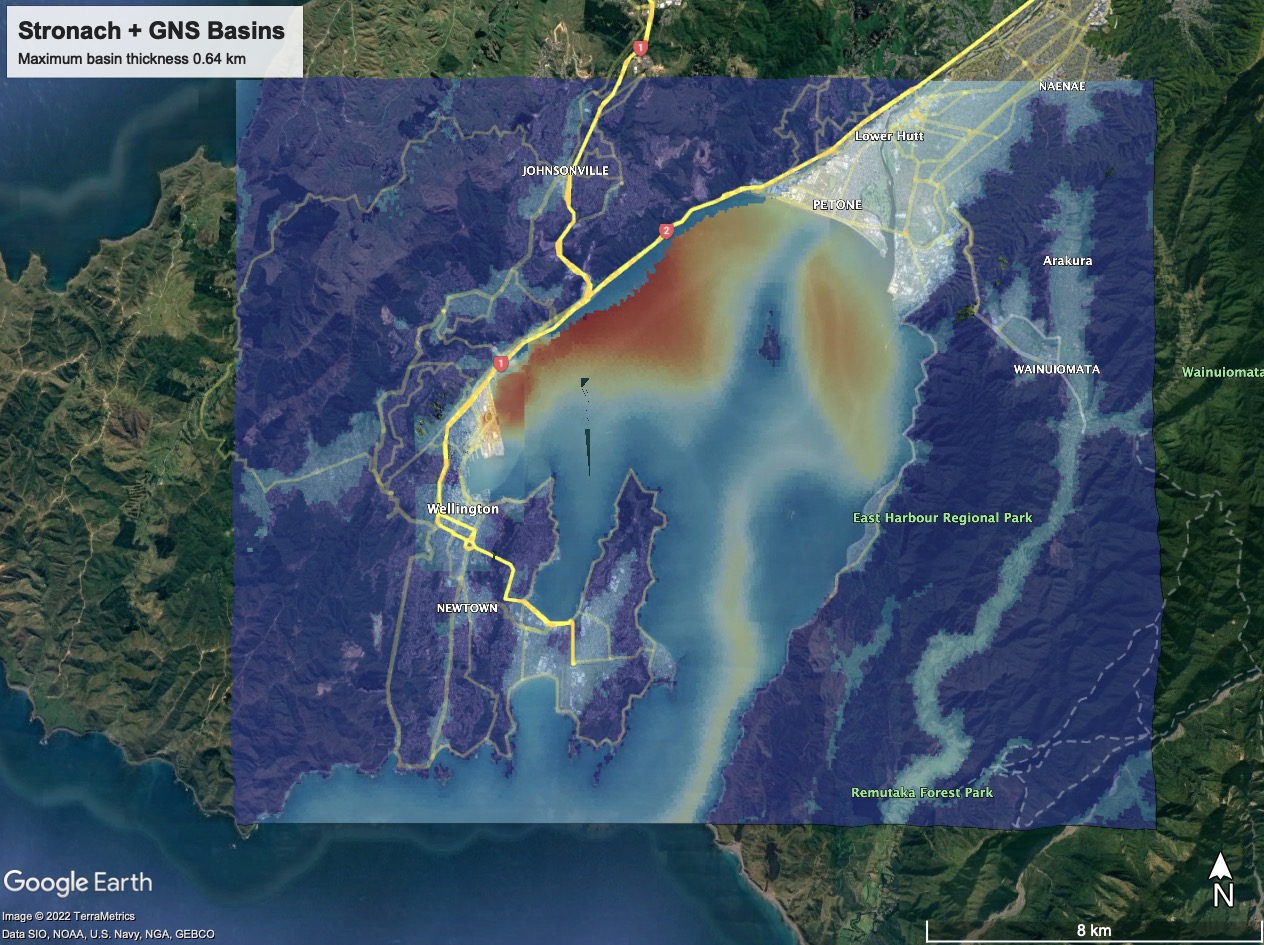 Stronach + GNS Basins
Maximum basin thickness 0.64 km
1
NAENAE
Lower Hutt
JOHNSONVILLE
PETONE
2
Arakura
1
WAINUIOMATA
Wainuiomata
Wellington
East Harbour Regional Park
NEWTOWN
Remutaka Forest Park
Google Earth
N
Image © 2022 TerraMetrics
Data SIO, NOAA, U.S. Navy, NGA, GEBCO
8 km